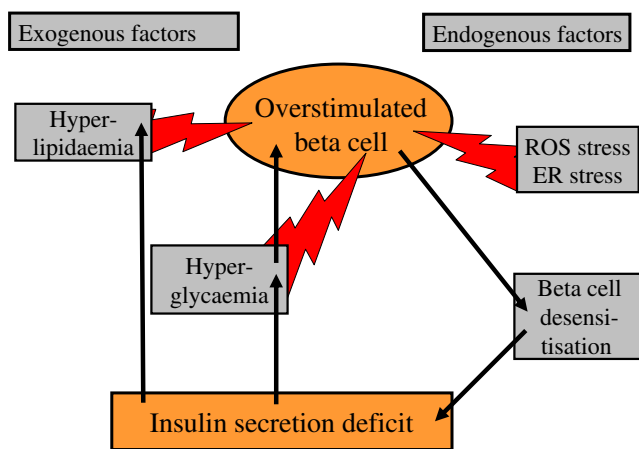 Exogenous factors
Endogenous factors
Overstimulated
beta cell
Hyper-
lipidaemia
ROS stress
ER stress
Hyper-
glycaemia
Beta cell
desensi-
tisation
Insulin secretion deficit